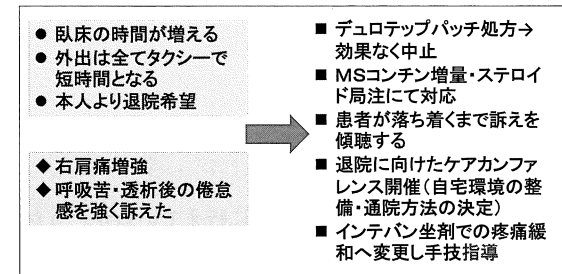 ● 臥床の時間が増える
● 外出は全てタクシーで
短時間となる
● 本人より退院希望
◆ 右肩痛増強
◆ 呼吸苦・透析後の倦怠
感を強く訴えた
■ デュロテップパッチ処方→
効果なく中止
■ MSコンチン増量・ステロイ
ド局注にて対応
■ 患者が落ち着くまで訴えを
傾聴する
■ 退院に向けたケアカンファ
レンス開催(自宅環境の整
備・通院方法の決定)
■ インテバン坐剤での疼痛緩
和へ変更し手技指導